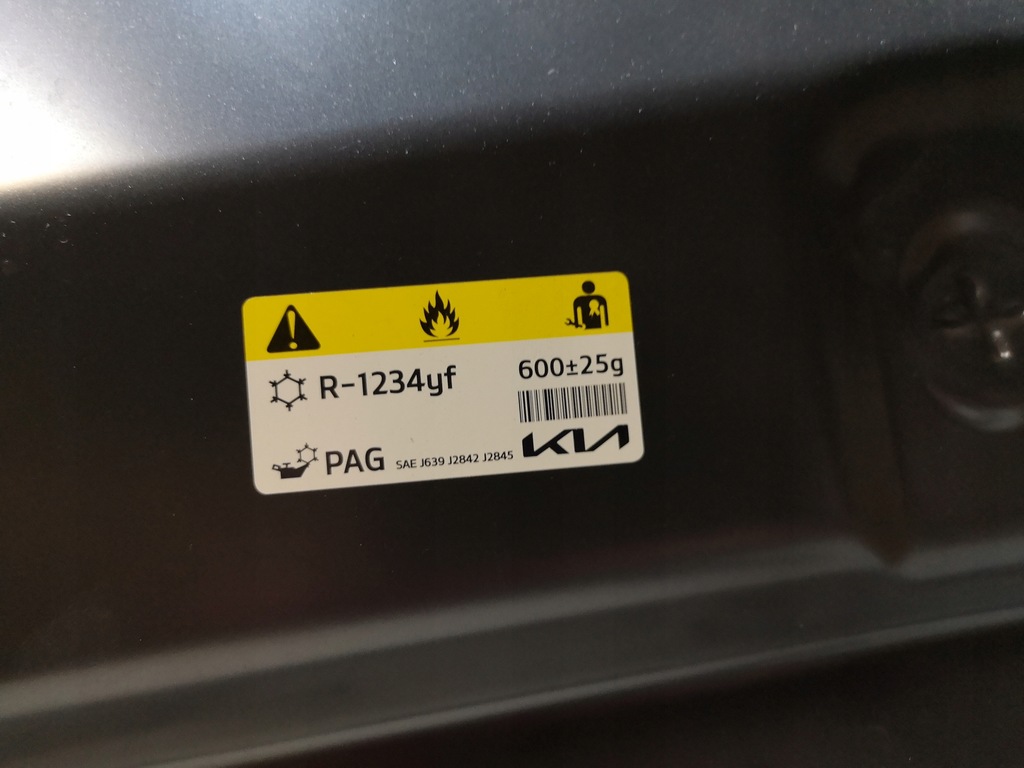 R-1234yf
600±25g
PAG SAE J639 J2842 J2845
KIA